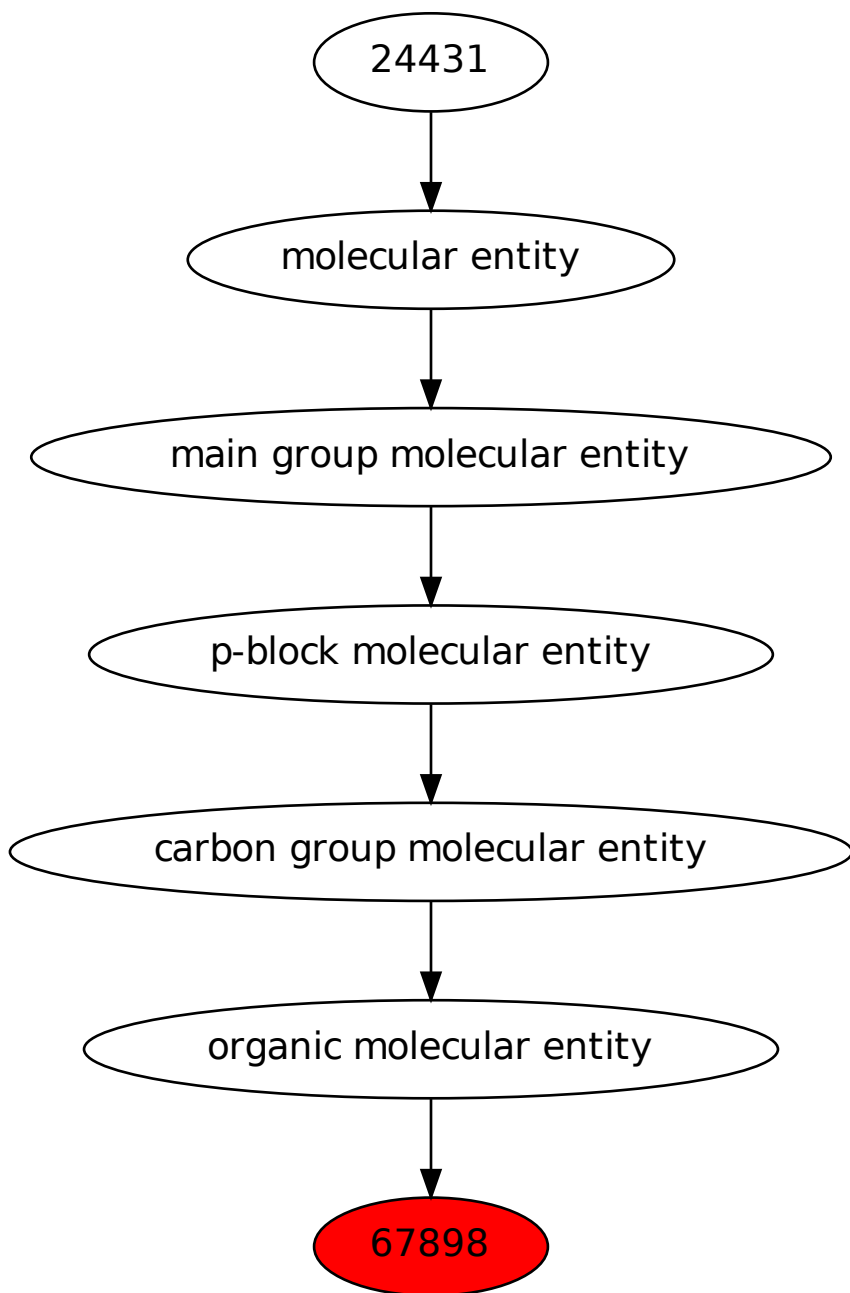 24431
molecular entity
main group molecular entity
p-block molecular entity
carbon group molecular entity
organic molecular entity
67898